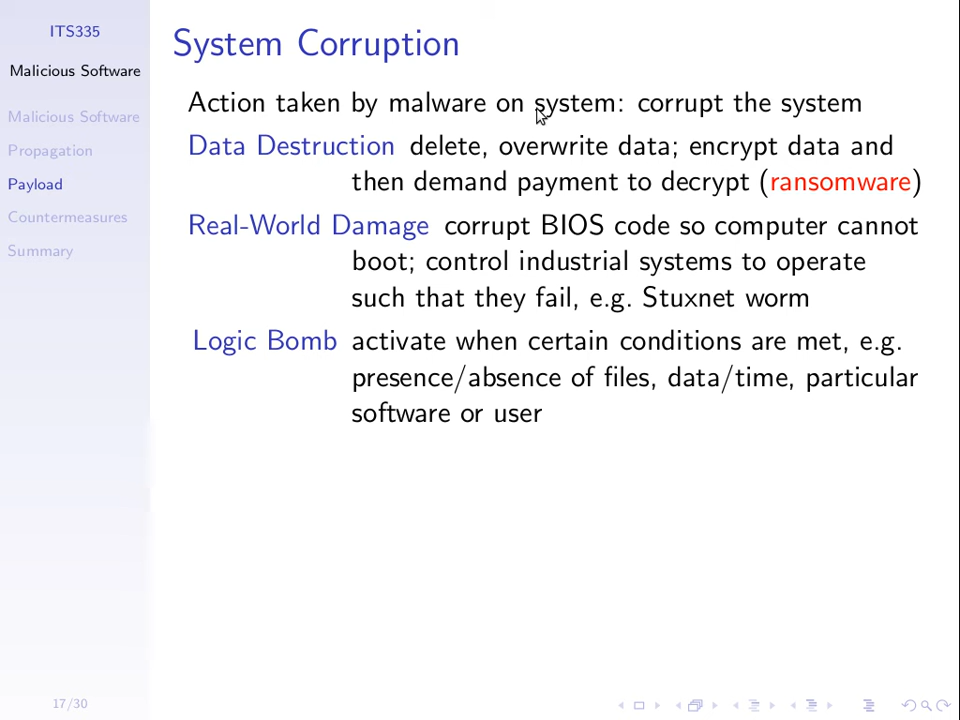 ITS335
Malicious Software
Malicious Software
Propagation
Payload
Countermeasures
Summary
17/30
System Corruption
Action taken by malware on system: corrupt the system
Data Destruction delete, overwrite data; encrypt data and
then demand payment to decrypt (ransomware)
Real-World Damage corrupt BIOS code so computer cannot
boot; control industrial systems to operate
such that they fail, e.g. Stuxnet worm
Logic Bomb activate when certain conditions are met, e.g.
presence/absence of files, data/time, particular
software or user